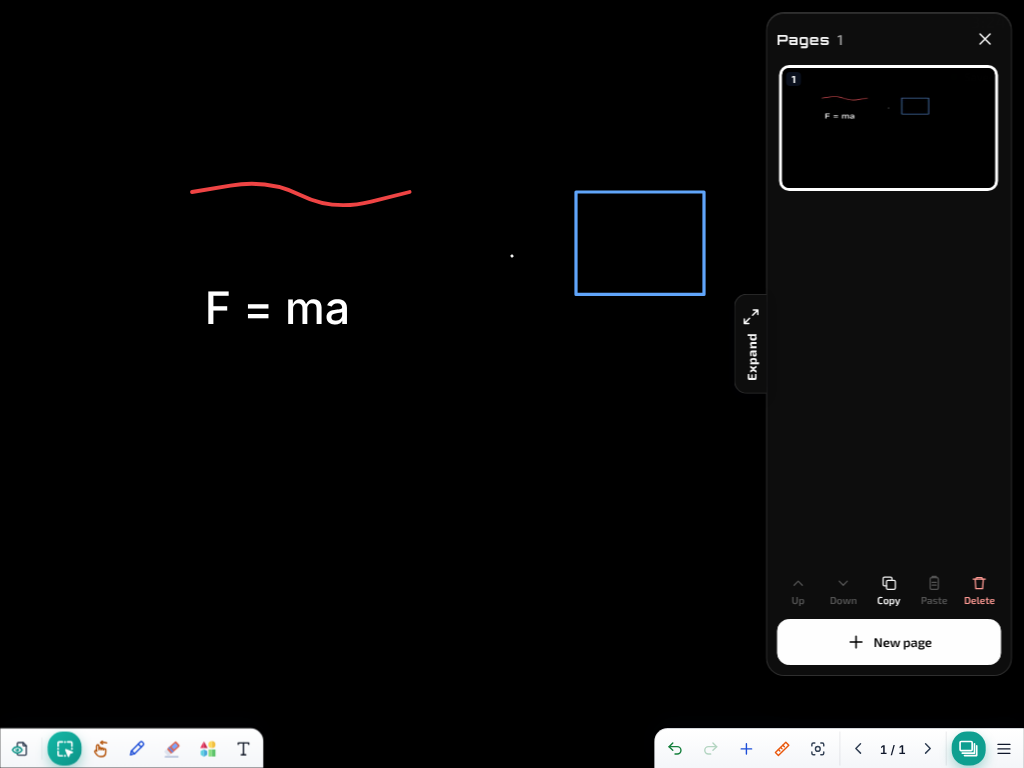 Pages 1
1
F = ma
F = ma
Expand
Up Down Copy Paste Delete
+ New page
T
1 / 1